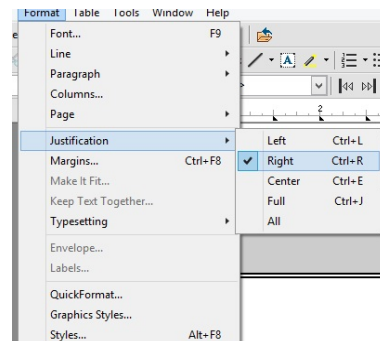 Format Table Tools Window Help
Font... F9
Line
Paragraph
Columns...
Page
2
Justification
Left Ctrl+L
Margins... Ctrl+F8
Right Ctrl+R
Make It Fit...
Center Ctrl+E
Keep Text Together...
Full Ctrl+J
Typesetting
All
Envelope...
Labels...
QuickFormat...
Graphics Styles...
Styles... Alt+F8